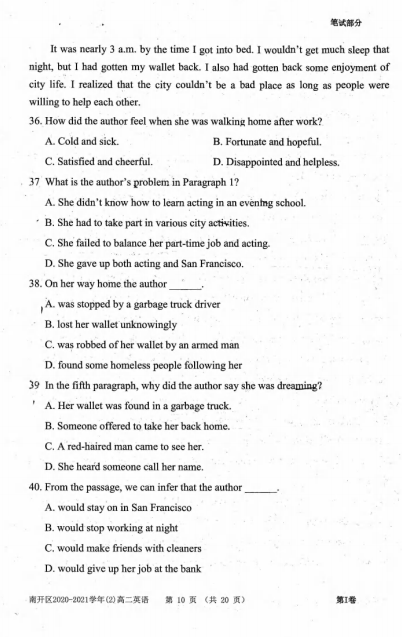 笔试部分
It was nearly 3 a.m. by the time I got into bed. I wouldn't get much sleep that
night, but I had gotten my wallet back. I also had gotten back some enjoyment of
city life. I realized that the city couldn't be a bad place as long as people were
willing to help each other.
36. How did the author feel when she was walking home after work?
A. Cold and sick. B. Fortunate and hopeful.
C. Satisfied and cheerful. D. Disappointed and helpless.
37 What is the author's problem in Paragraph 1?
A. She didn't know how to learn acting in an evening school.
B. She had to take part in various city activities.
C. She failed to balance her part-time job and acting.
D. She gave up both acting and San Francisco.
38. On her way home the author ______.
A. was stopped by a garbage truck driver
B. lost her wallet unknowingly
C. was robbed of her wallet by an armed man
D. found some homeless people following her
39 In the fifth paragraph, why did the author say she was dreaming?
A. Her wallet was found in a garbage truck.
B. Someone offered to take her back home.
C. A red-haired man came to see her.
D. She heard someone call her name.
40. From the passage, we can infer that the author ______.
A. would stay on in San Francisco
B. would stop working at night
C. would make friends with cleaners
D. would give up her job at the bank
南开区2020-2021学年(2)高二英语 第 10 页 (共 20 页) 第I卷